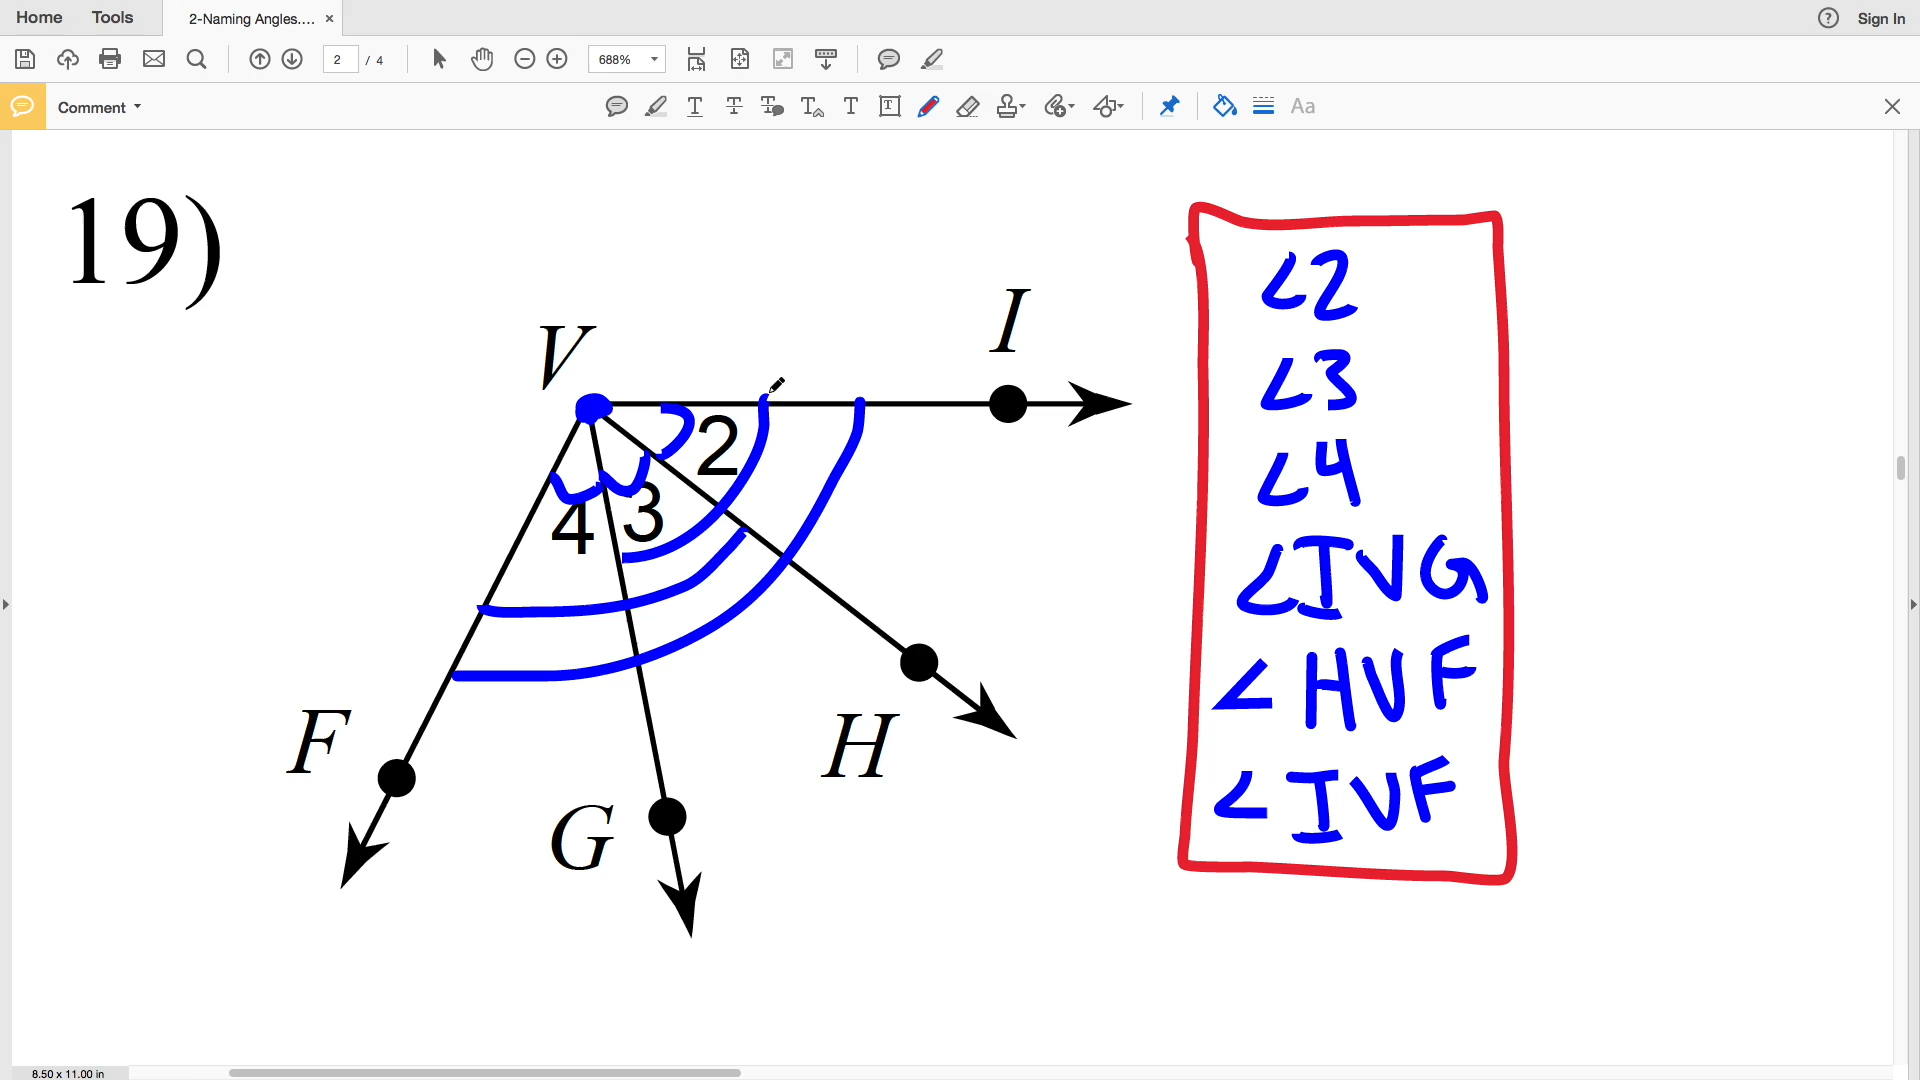 Home Tools 2-Naming Angles.... × ? Sign In
2 / 4 688%
Comment Aa
19)
V
I
2
3
4
F
G
H
∠2
∠3
∠4
∠IVG
<HVF
<IVF
8.50 x 11.00 in